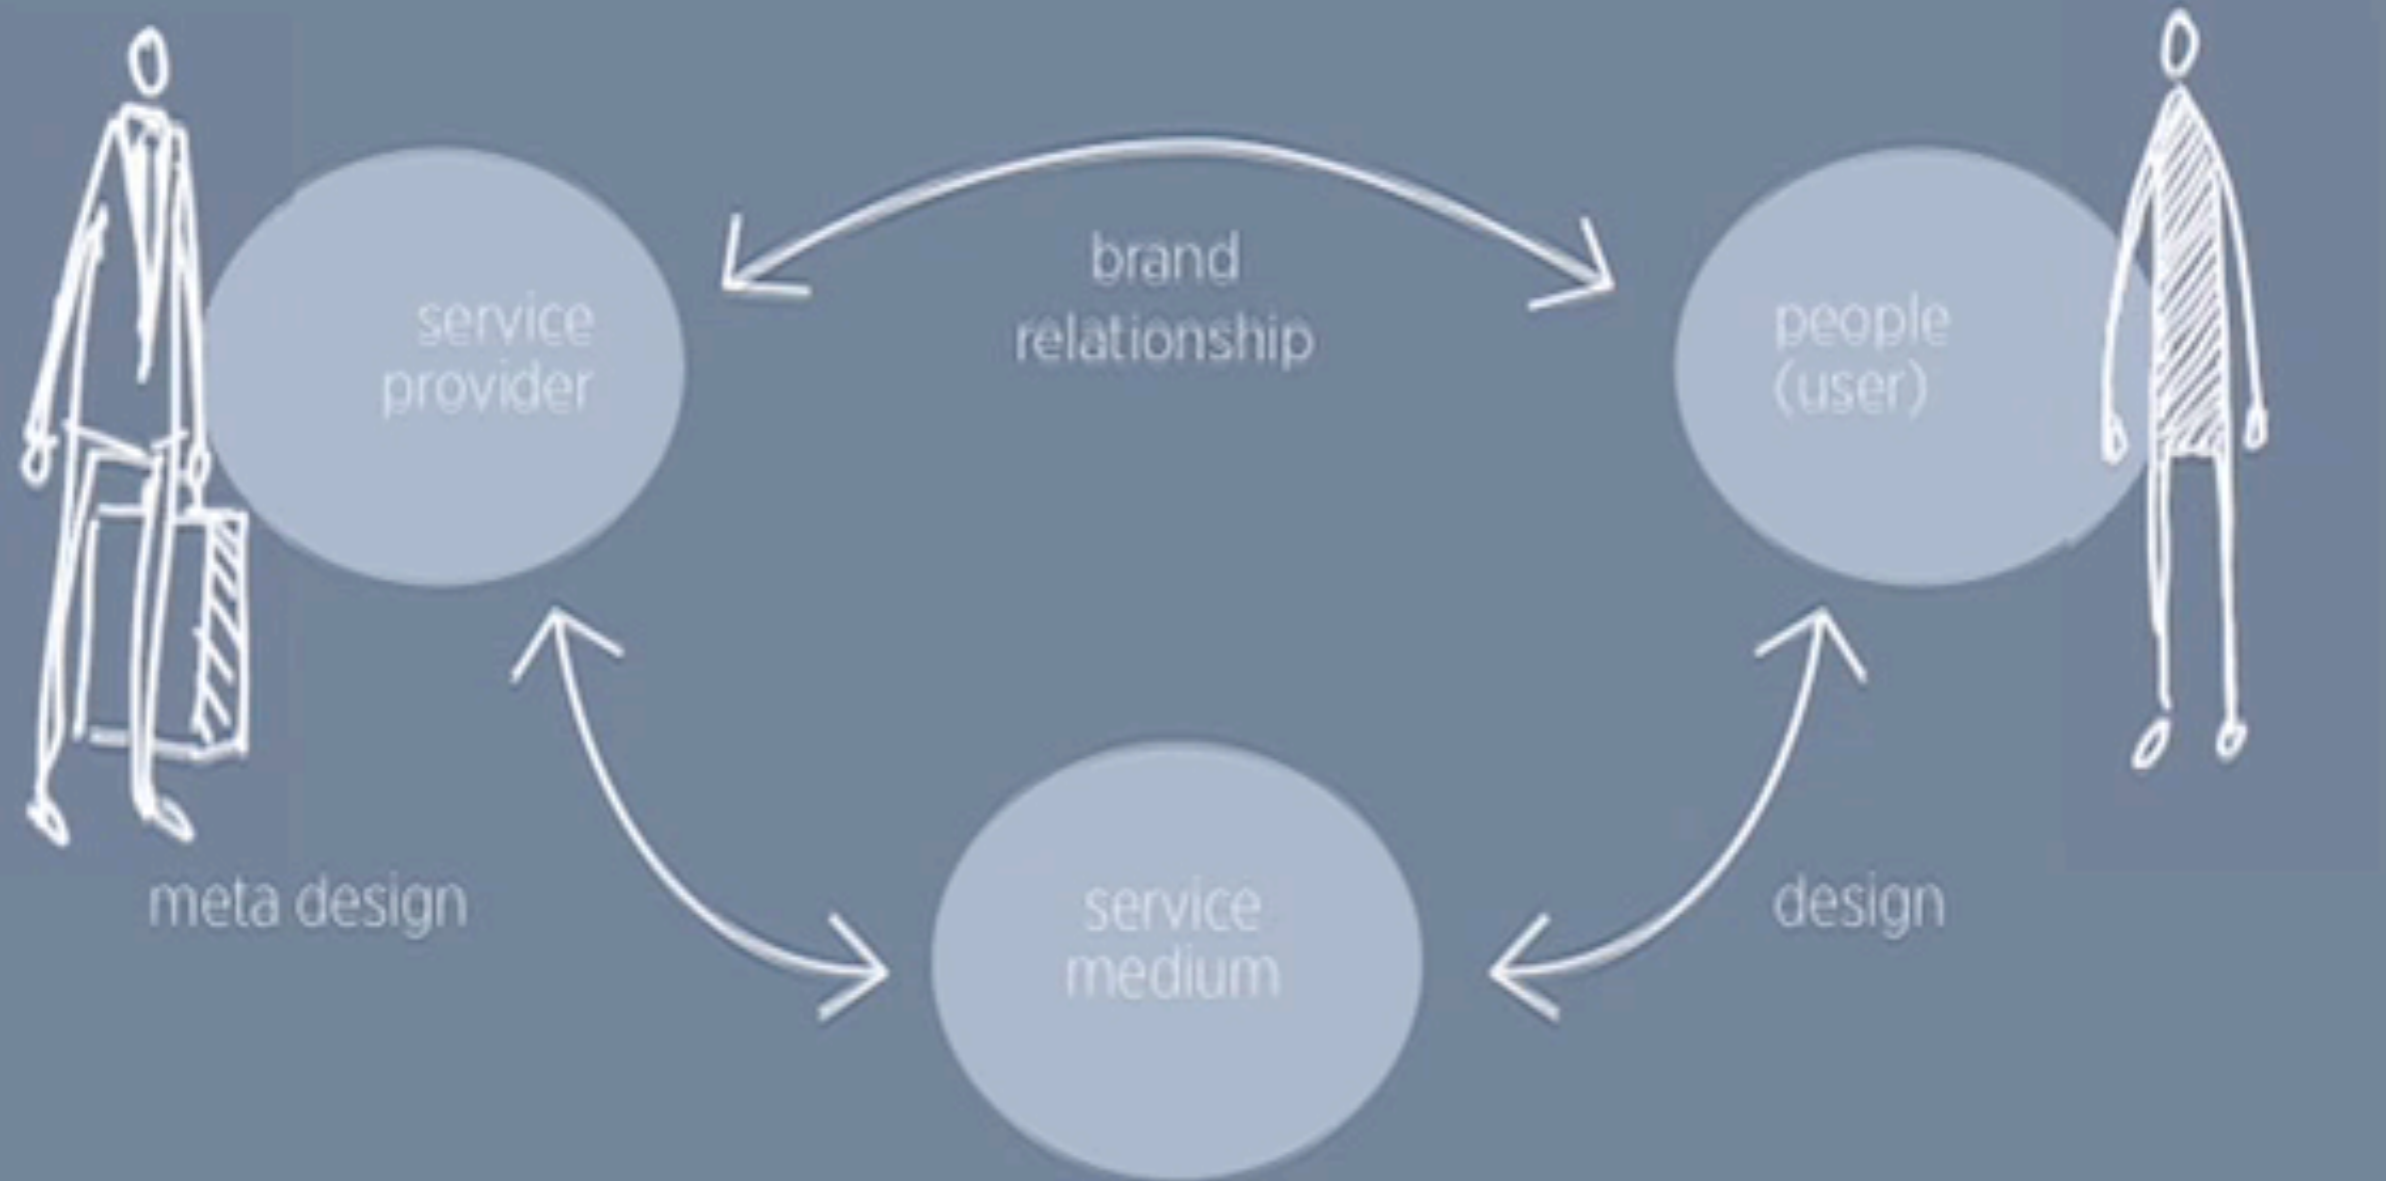 service
provider
brand
relationship
people
(user)
meta design
service
medium
design